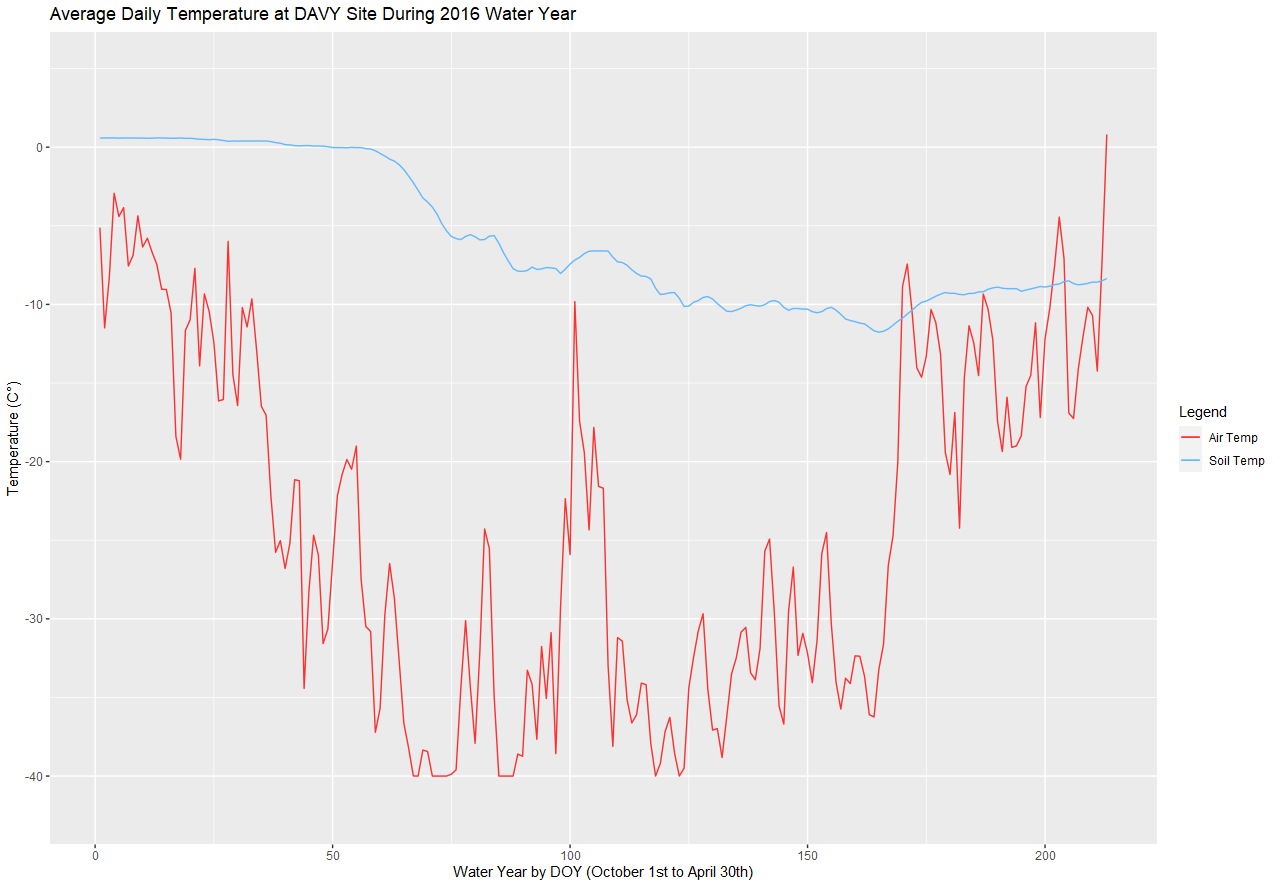 Average Daily Temperature at DAVY Site During 2016 Water Year
Temperature (C°)
0
-10
-20
-30
-40
0
50
100
150
200
Water Year by DOY (October 1st to April 30th)
Legend
Air Temp
Soil Temp